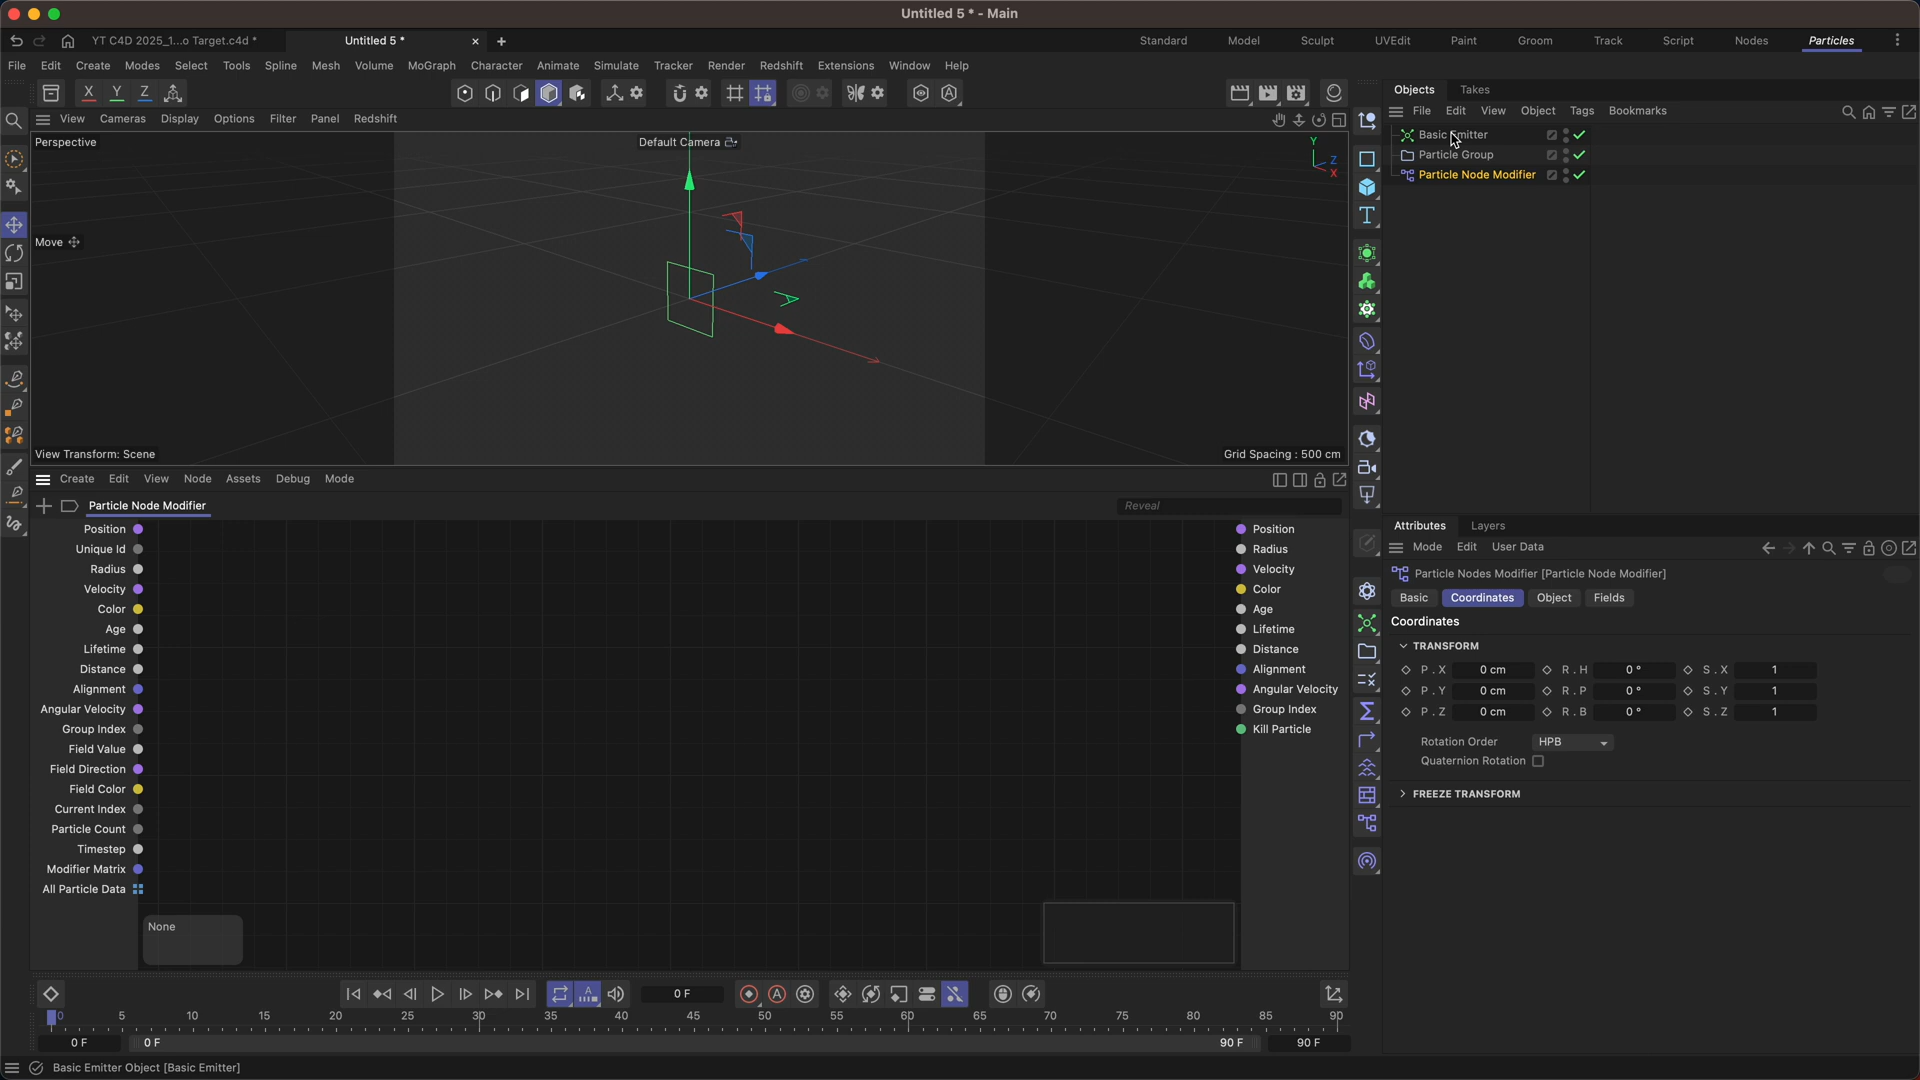 Untitled 5 * - Main
YT C4D 2025_1...o Target.c4d *
Untitled 5 *
Standard Model Sculpt UVEdit Paint Groom Track Script Nodes Particles
File Edit Create Modes Select Tools Spline Mesh Volume MoGraph Character Animate Simulate Tracker Render Redshift Extensions Window Help
X Y Z
View Cameras Display Options Filter Panel Redshift
Perspective
Default Camera
Y
Z
X
Move
View Transform: Scene
Grid Spacing : 500 cm
Create Edit View Node Assets Debug Mode
Particle Node Modifier
Reveal
Position
Unique Id
Radius
Velocity
Color
Age
Lifetime
Distance
Alignment
Angular Velocity
Group Index
Field Value
Field Direction
Field Color
Current Index
Particle Count
Timestep
Modifier Matrix
All Particle Data
None
Position
Radius
Velocity
Color
Age
Lifetime
Distance
Alignment
Angular Velocity
Group Index
Kill Particle
0 F
0 5 10 15 20 25 30 35 40 45 50 55 60 65 70 75 80 85 90
0 F 0 F 90 F 90 F
Basic Emitter Object [Basic Emitter]
Objects Takes
File Edit View Object Tags Bookmarks
Basic Emitter
Particle Group
Particle Node Modifier
Attributes Layers
Mode Edit User Data
Particle Nodes Modifier [Particle Node Modifier]
Basic Coordinates Object Fields
Coordinates
TRANSFORM
P . X 0 cm R . H 0 ° S . X 1
P . Y 0 cm R . P 0 ° S . Y 1
P . Z 0 cm R . B 0 ° S . Z 1
Rotation Order HPB
Quaternion Rotation
FREEZE TRANSFORM